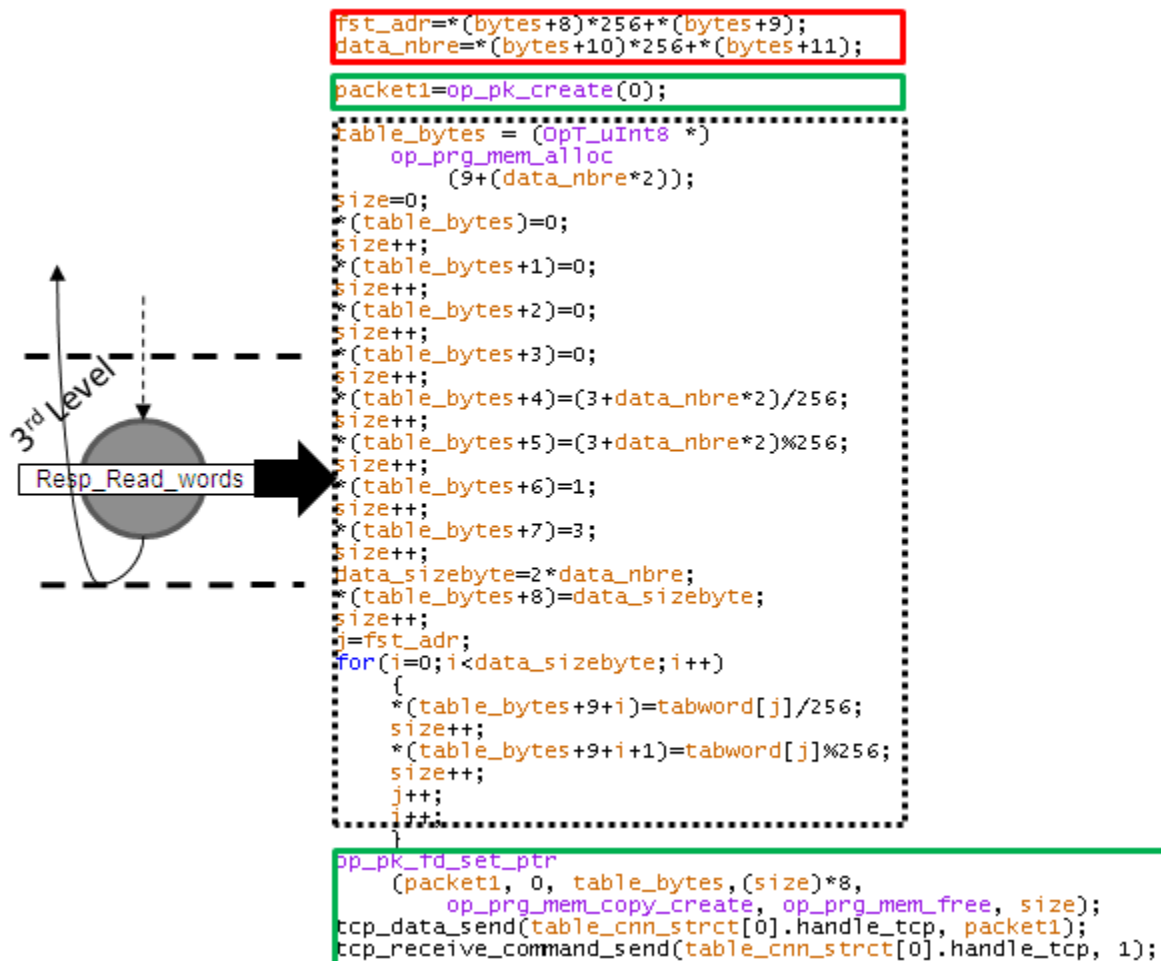 fst_adr=*(bytes+8)*256+*(bytes+9);
data_nbre=*(bytes+10)*256+*(bytes+11);
packet1=op_pk_create(0);
table_bytes = (OpT_uInt8 *)
op_prg_mem_alloc
(9+(data_nbre*2));
size=0;
*(table_bytes)=0;
size++;
*(table_bytes+1)=0;
size++;
*(table_bytes+2)=0;
size++;
*(table_bytes+3)=0;
size++;
*(table_bytes+4)=(3+data_nbre*2)/256;
size++;
*(table_bytes+5)=(3+data_nbre*2)%256;
size++;
*(table_bytes+6)=1;
size++;
*(table_bytes+7)=3;
size++;
data_sizebyte=2*data_nbre;
*(table_bytes+8)=data_sizebyte;
size++;
j=fst_adr;
for(i=0;i<data_sizebyte;i++)
{
*(table_bytes+9+i)=tabword[j]/256;
size++;
*(table_bytes+9+i+1)=tabword[j]%256;
size++;
j++;
i++;
}
op_pk_fd_set_ptr
(packet1, 0, table_bytes,(size)*8,
op_prg_mem_copy_create, op_prg_mem_free, size);
tcp_data_send(table_cnn_strct[0].handle_tcp, packet1);
tcp_receive_command_send(table_cnn_strct[0].handle_tcp, 1);
3rd Level
Resp_Read_words